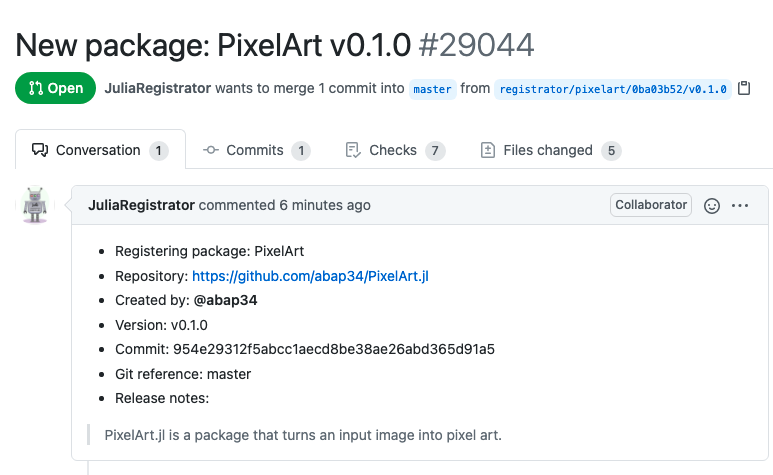 New package: PixelArt v0.1.0 #29044
Open JuliaRegistrator wants to merge 1 commit into master from registrator/pixelart/0ba03b52/v0.1.0
Conversation 1 Commits 1 Checks 7 Files changed 5
JuliaRegistrator commented 6 minutes ago Collaborator
• Registering package: PixelArt
• Repository: https://github.com/abap34/PixelArt.jl
• Created by: @abap34
• Version: v0.1.0
• Commit: 954e29312f5abcc1aecd8be38ae26abd365d91a5
• Git reference: master
• Release notes:
PixelArt.jl is a package that turns an input image into pixel art.